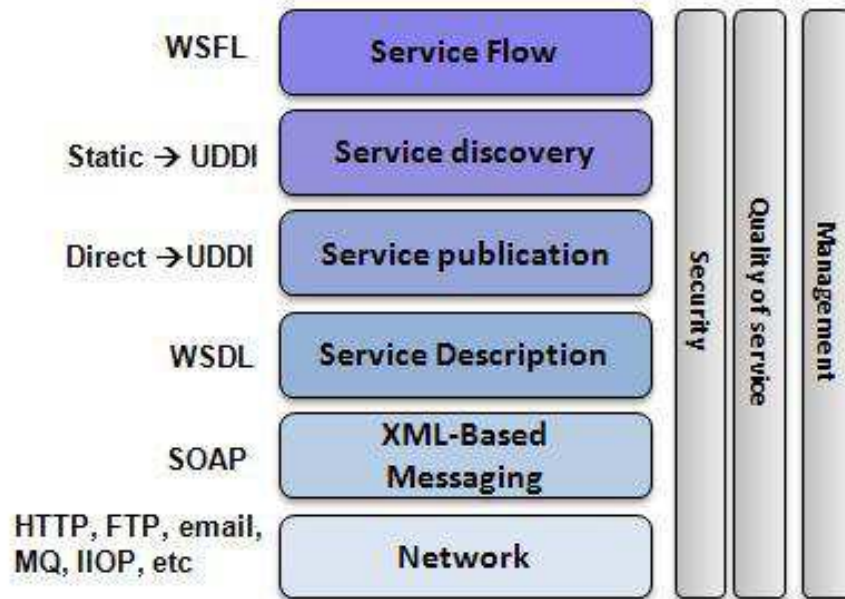 WSFL
Service Flow
Static → UDDI
Service discovery
Direct →UDDI
Service publication
WSDL
Service Description
SOAP
XML-Based
Messaging
HTTP, FTP, email,
MQ, IIOP, etc
Network
Security
Quality of service
Management